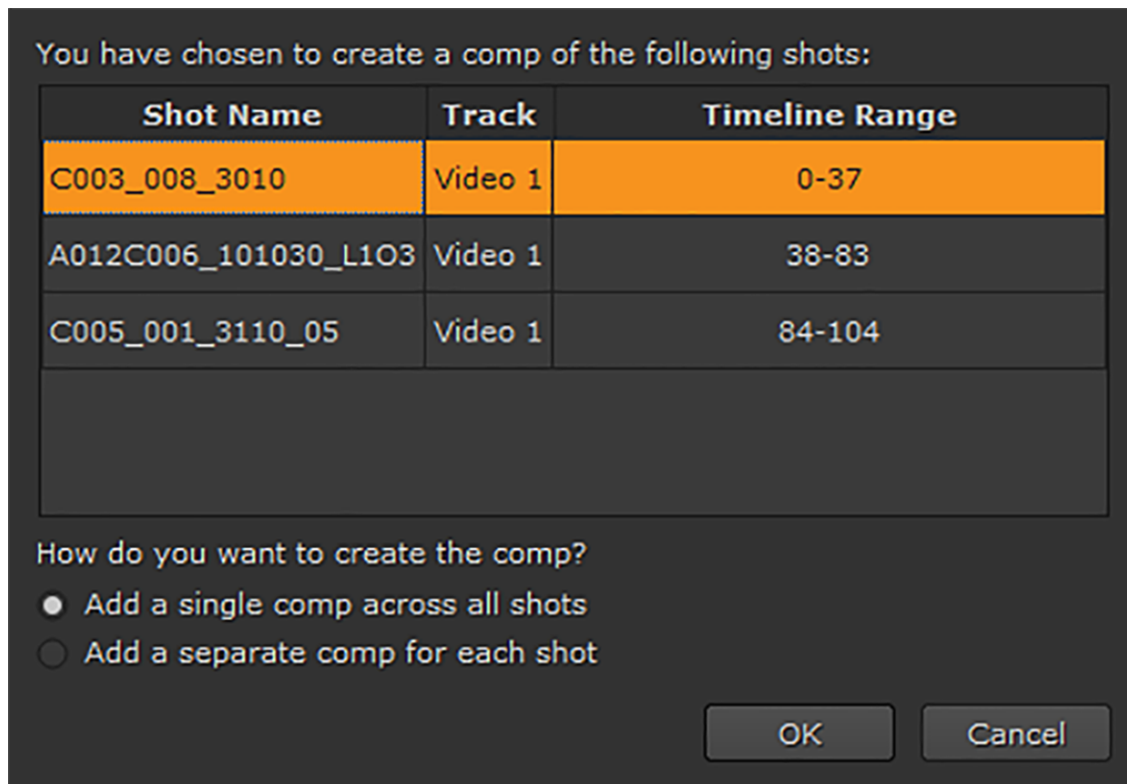 You have chosen to create a comp of the following shots:
Shot Name Track Timeline Range
C003_008_3010 Video 1 0-37
A012C006_101030_L1O3 Video 1 38-83
C005_001_3110_05 Video 1 84-104
How do you want to create the comp?
Add a single comp across all shots
Add a separate comp for each shot
OK Cancel